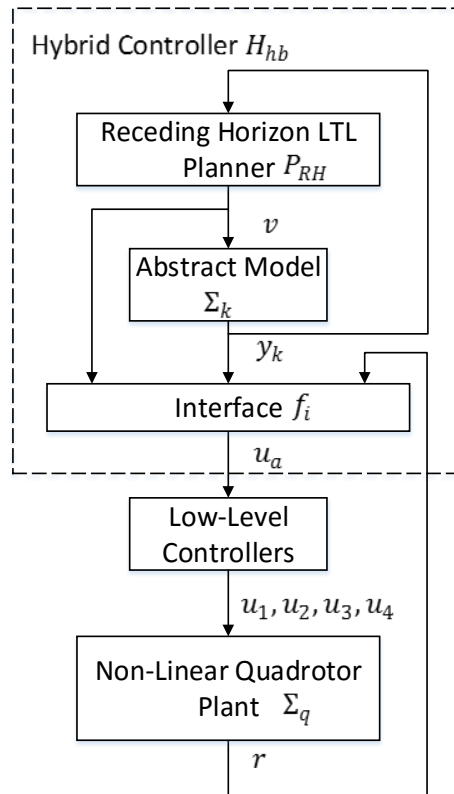 Hybrid Controller H_hb
Receding Horizon LTL
Planner P_RH
v
Abstract Model
Σ_k
y_k
Interface f_i
u_a
Low-Level
Controllers
u_1, u_2, u_3, u_4
Non-Linear Quadrotor
Plant Σ_q
r